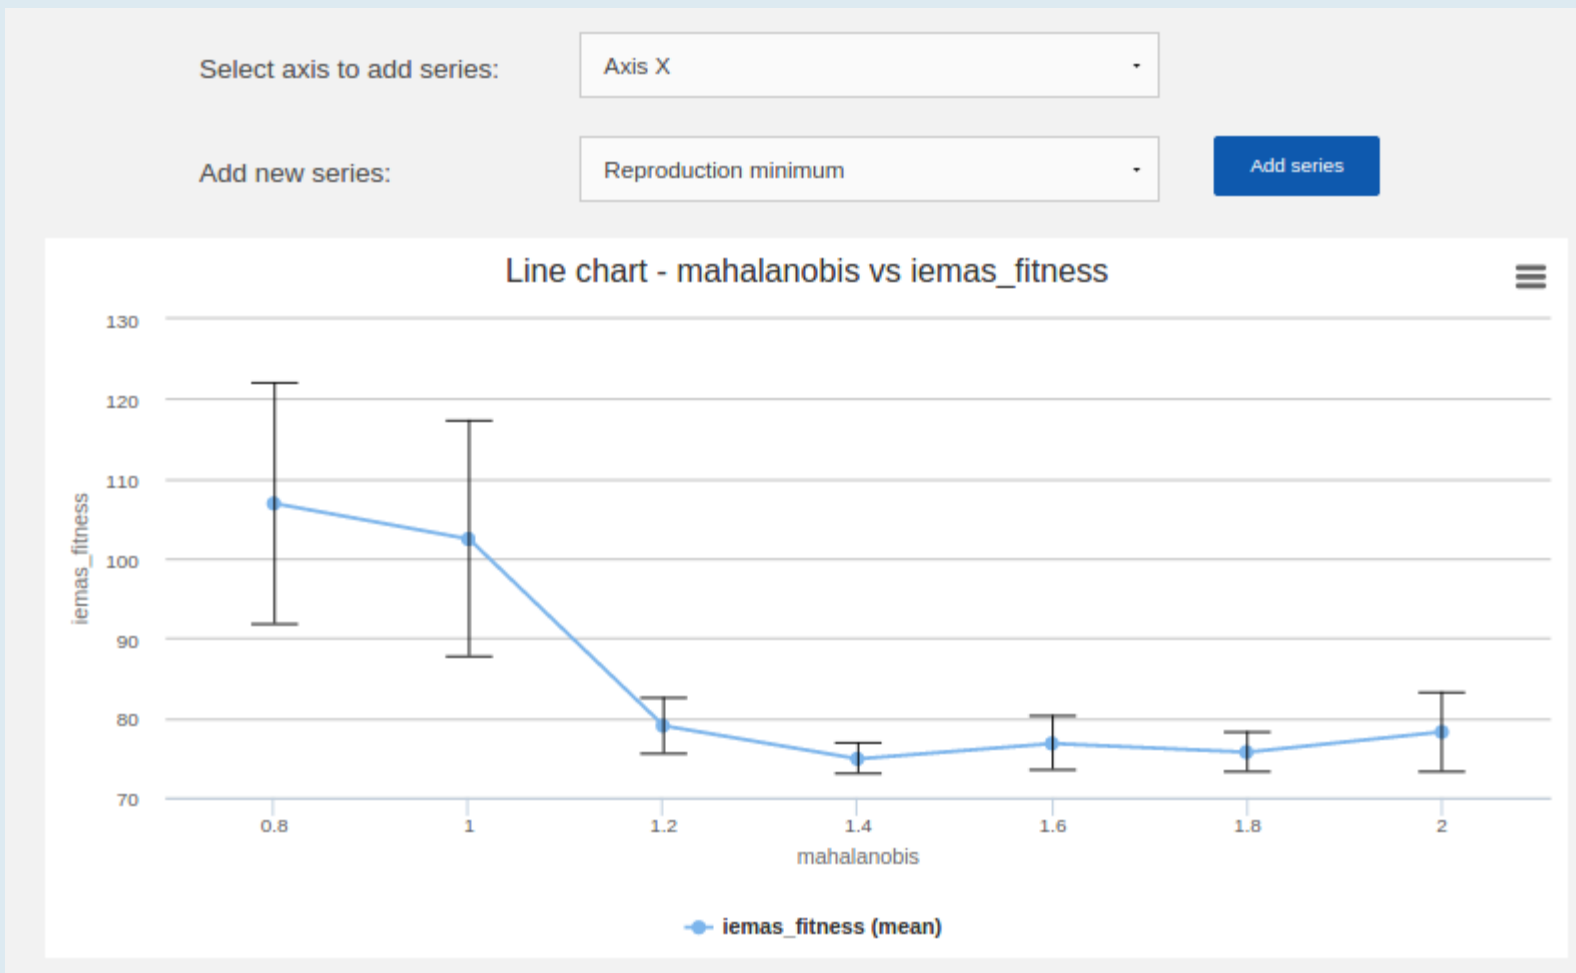 Select axis to add series:
Axis X
Add new series:
Reproduction minimum
Add series
Line chart - mahalanobis vs iemas_fitness
130
120
110
100
90
80
70
iemas_fitness
0.8 1 1.2 1.4 1.6 1.8 2
mahalanobis
iemas_fitness (mean)